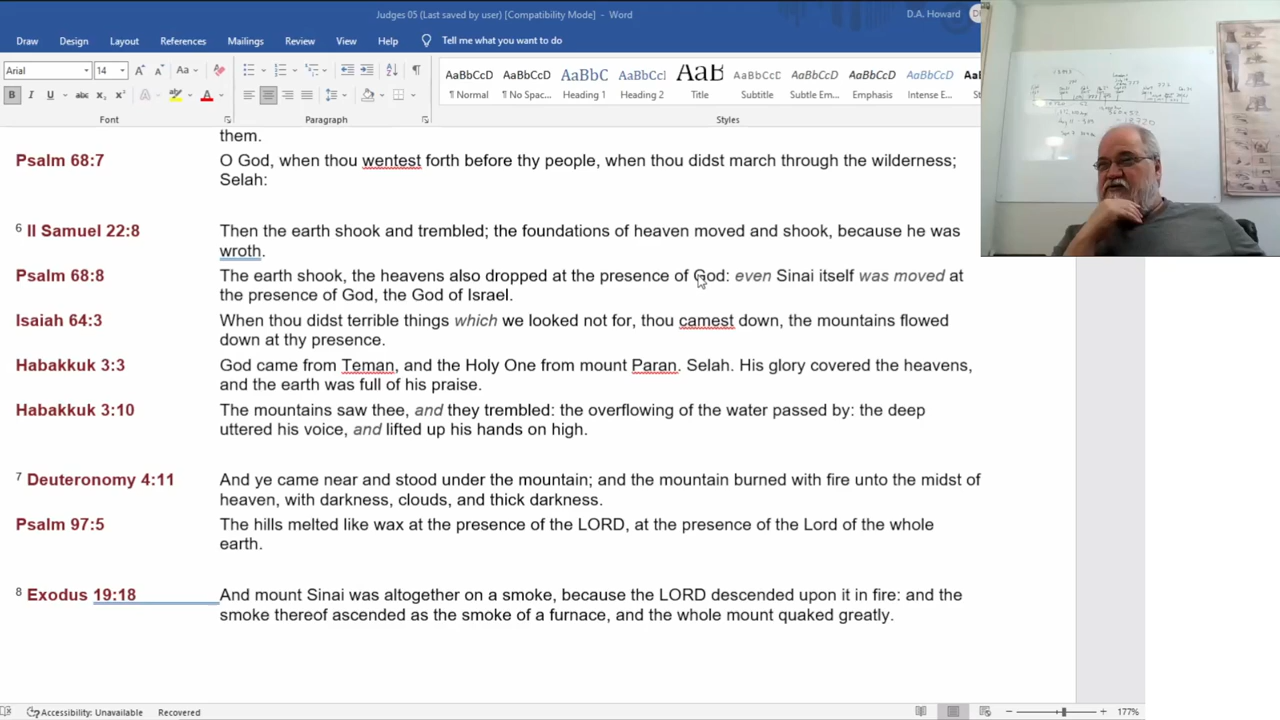 Judges 05 (Last saved by user) [Compatibility Mode] - Word D.A. Howard
Draw Design Layout References Mailings Review View Help Tell me what you want to do
Arial 14 Aa AaBbCcD AaBbCcD AaBbC AaBbCcl AaB AaBbCcD AaBbCcD AaBbCcD AaBbCcD
B I U abc x₂ x² A ¶ Normal ¶ No Spac... Heading 1 Heading 2 Title Subtitle Subtle Em... Emphasis Intense E...
Font Paragraph Styles
them.
Psalm 68:7 O God, when thou wentest forth before thy people, when thou didst march through the wilderness;
Selah:
6 II Samuel 22:8 Then the earth shook and trembled; the foundations of heaven moved and shook, because he was
wroth.
Psalm 68:8 The earth shook, the heavens also dropped at the presence of God: even Sinai itself was moved at
the presence of God, the God of Israel.
Isaiah 64:3 When thou didst terrible things which we looked not for, thou camest down, the mountains flowed
down at thy presence.
Habakkuk 3:3 God came from Teman, and the Holy One from mount Paran. Selah. His glory covered the heavens,
and the earth was full of his praise.
Habakkuk 3:10 The mountains saw thee, and they trembled: the overflowing of the water passed by: the deep
uttered his voice, and lifted up his hands on high.
7 Deuteronomy 4:11 And ye came near and stood under the mountain; and the mountain burned with fire unto the midst of
heaven, with darkness, clouds, and thick darkness.
Psalm 97:5 The hills melted like wax at the presence of the LORD, at the presence of the Lord of the whole
earth.
8 Exodus 19:18 And mount Sinai was altogether on a smoke, because the LORD descended upon it in fire: and the
smoke thereof ascended as the smoke of a furnace, and the whole mount quaked greatly.
Accessibility: Unavailable Recovered 177%